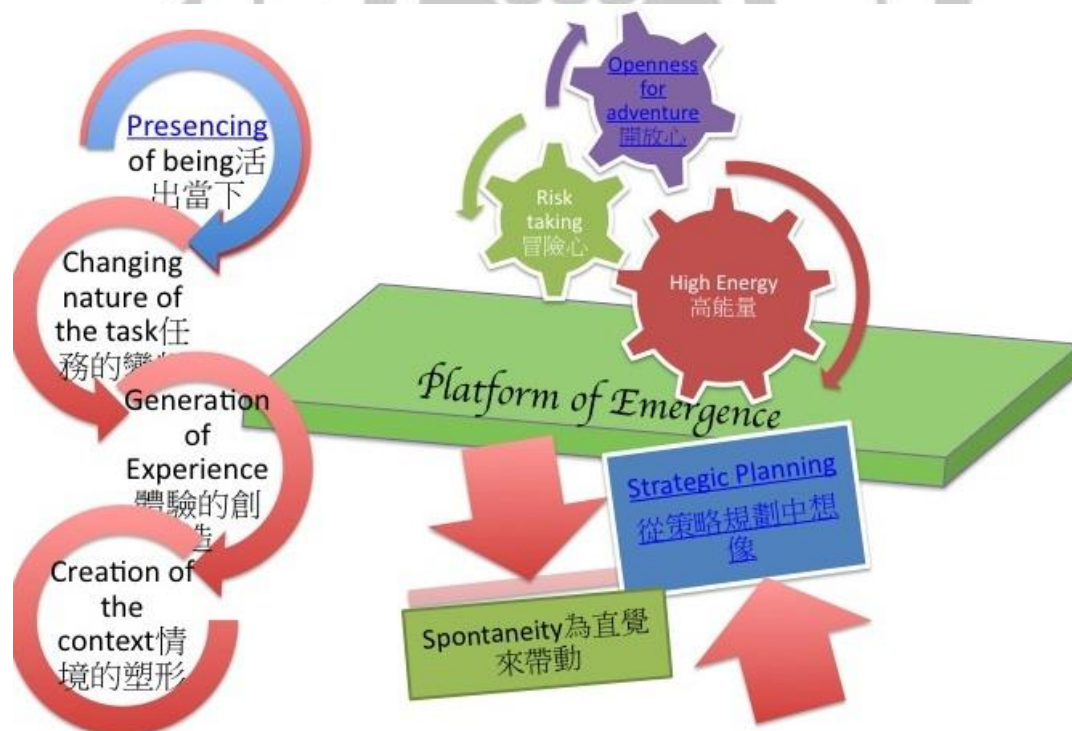 Presencing
of being活
出當下
Changing
nature of
the task任
務的變
Generation
of
Experience
體驗的創
造
Creation of
the
context情
境的塑形
Openness
for
adventure
開放心
Risk
taking
冒險心
High Energy
高能量
Platform of Emergence
Strategic Planning
從策略規劃中想
像
Spontaneity為直覺
來帶動